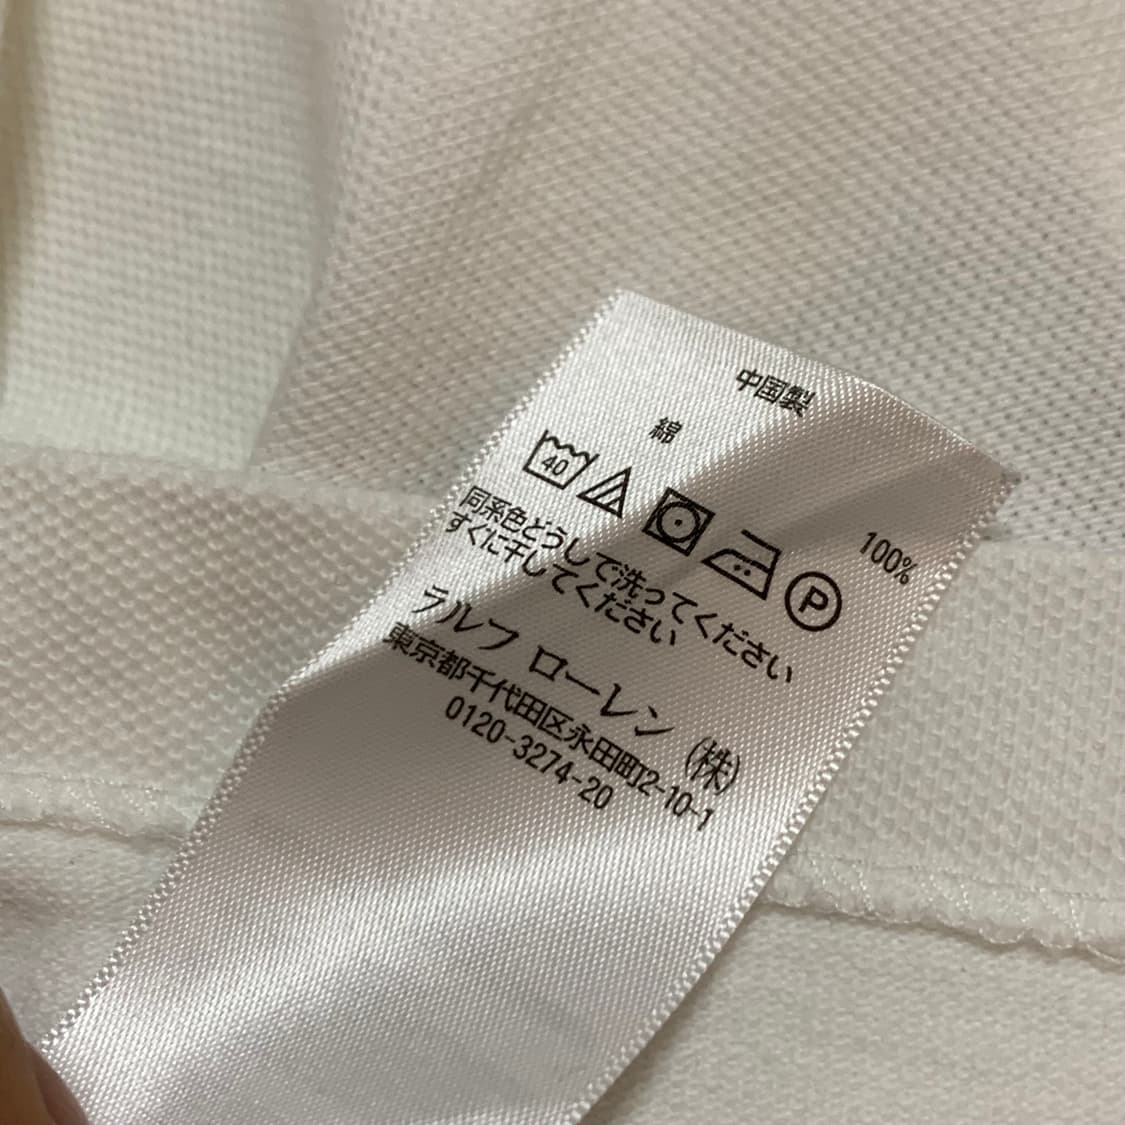 中国製
綿 100%
40
P
同系色どうしで洗ってください
すぐに干してください
ラルフ ローレン (株)
東京都千代田区永田町2-10-1
0120-3274-20